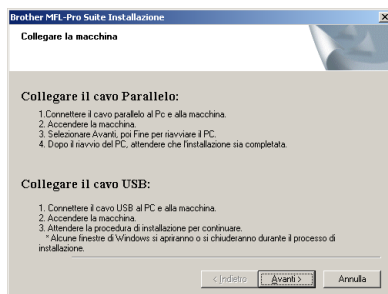 Brother MFL-Pro Suite Installazione
Collegare la macchina
Collegare il cavo Parallelo:
1.Connettere il cavo parallelo al Pc e alla macchina.
2. Accendere la macchina.
3. Selezionare Avanti, poi Fine per riavviare il PC.
4. Dopo il riavvio del PC, attendere che l'installazione sia completata.
Collegare il cavo USB:
1. Connettere il cavo USB al PC e alla macchina.
2. Accendere la macchina.
3. Attendere la procedura di installazione per continuare.
* Alcune finestre di Windows si apriranno o si chiuderanno durante il processo di
installazione.
< Indietro
Avanti >
Annulla